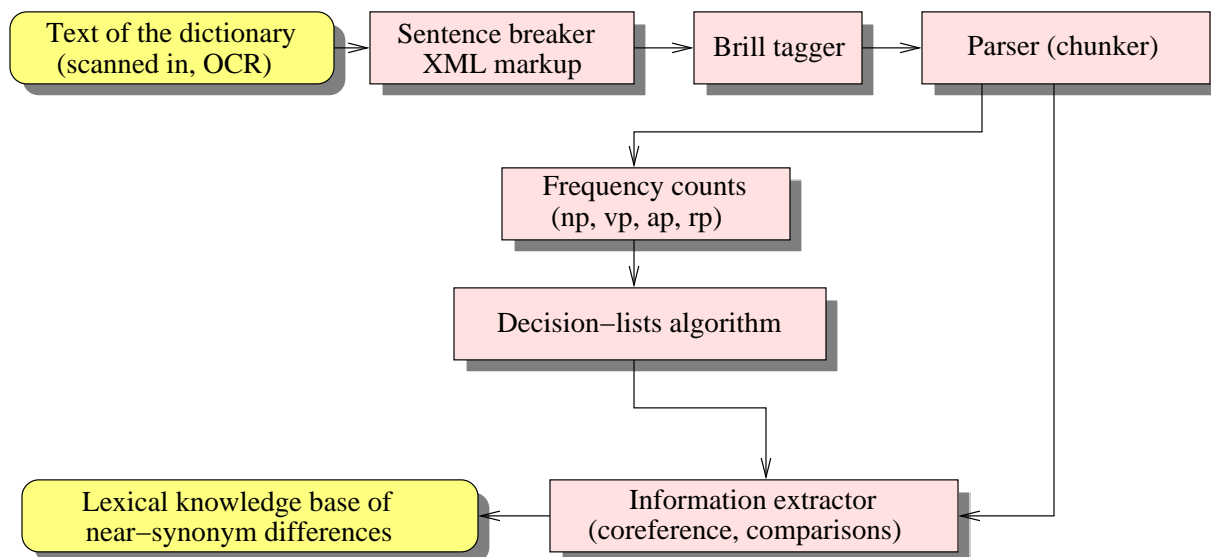 Text of the dictionary
(scanned in, OCR)
Sentence breaker
XML markup
Brill tagger
Parser (chunker)
Frequency counts
(np, vp, ap, rp)
Decision−lists algorithm
Lexical knowledge base of
near−synonym differences
Information extractor
(coreference, comparisons)